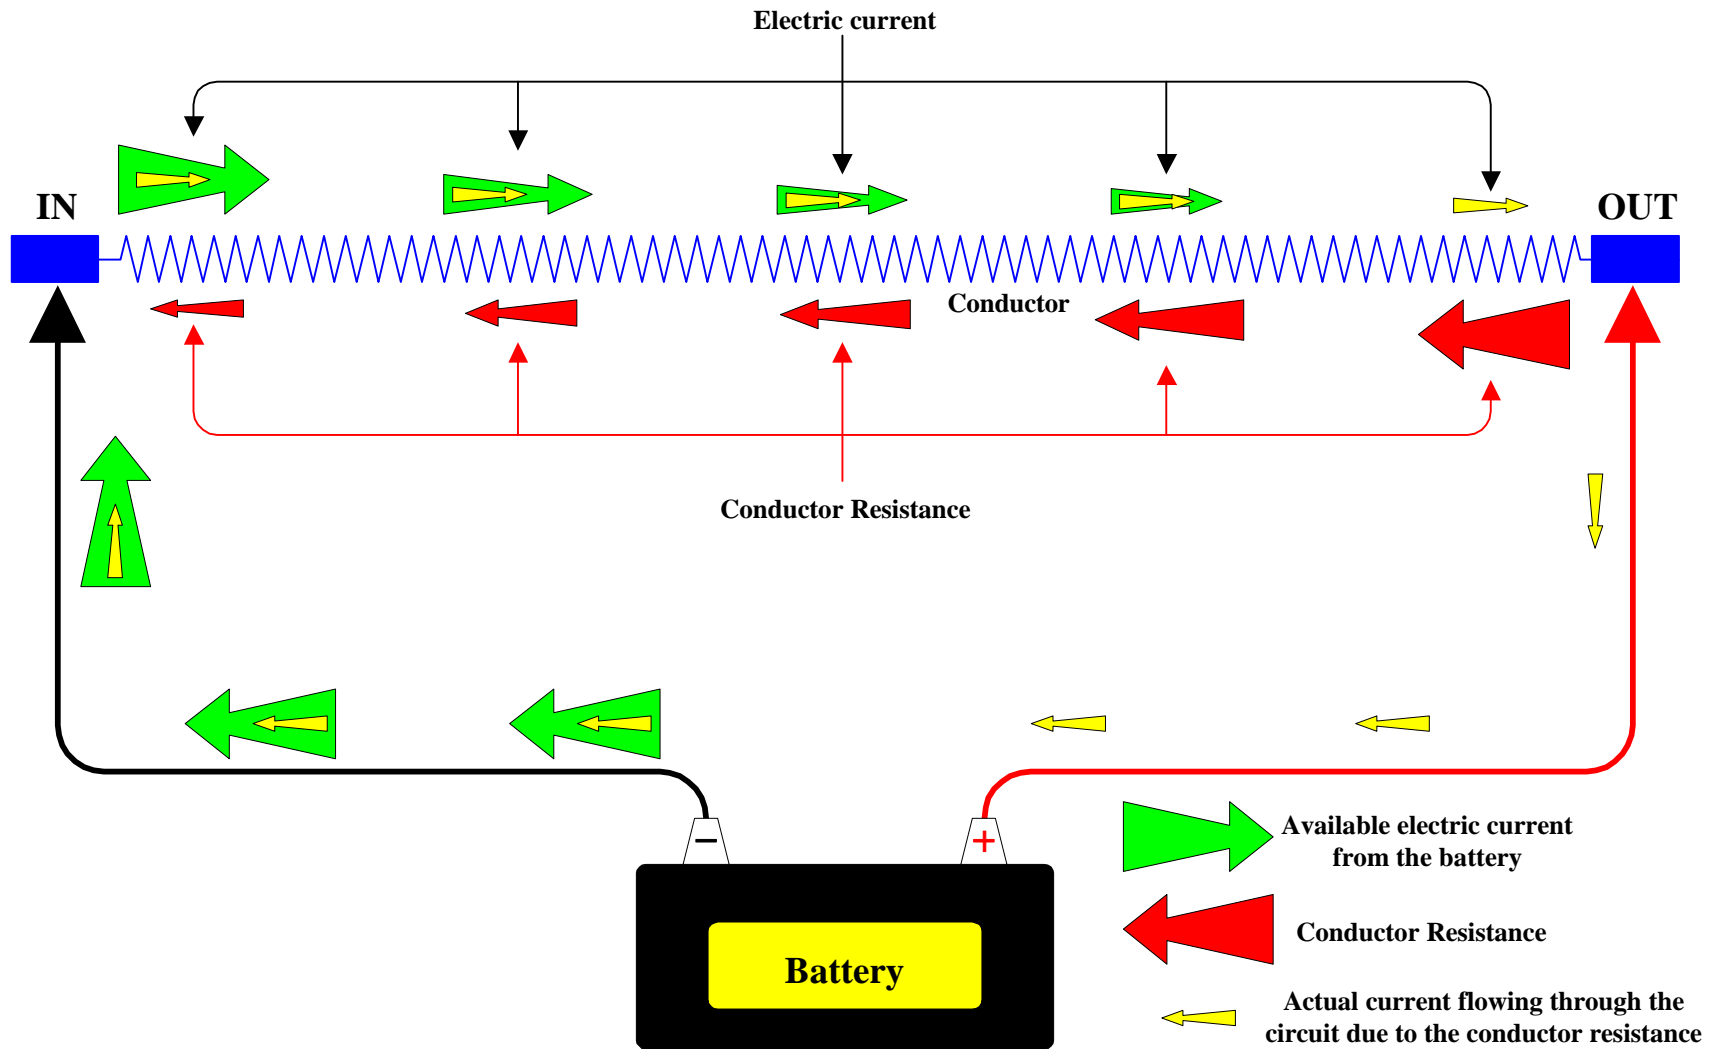 Electric current
IN
OUT
Conductor
Conductor Resistance
− +
Available electric current
from the battery
Conductor Resistance
Battery
Actual current flowing through the
circuit due to the conductor resistance